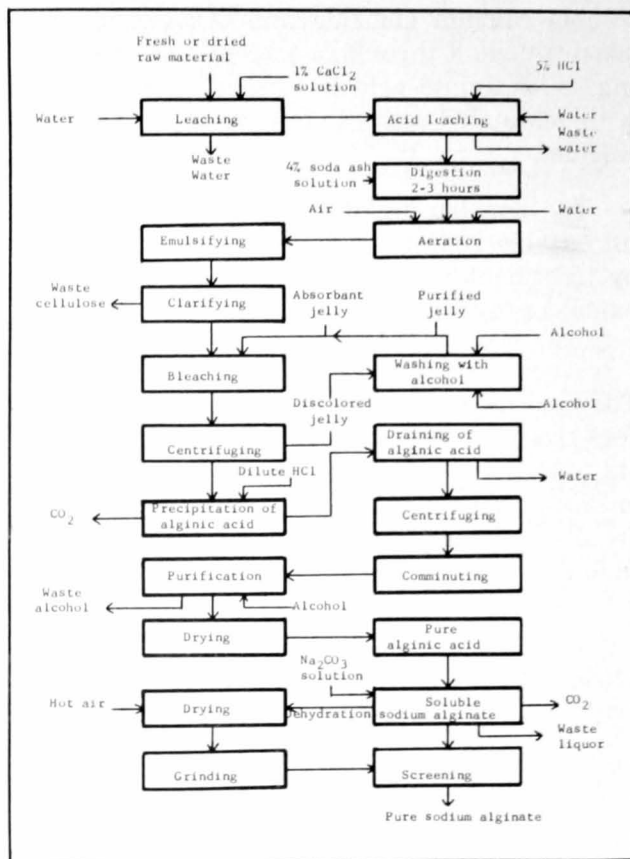 Fresh or dried
raw material
1% CaCl2
solution
5% HCl
Water
Leaching
Acid leaching
Water
Waste
water
Waste
Water
4% soda ash
solution
Digestion
2-3 hours
Air
Water
Emulsifying
Aeration
Waste
cellulose
Clarifying
Absorbant
jelly
Purified
jelly
Alcohol
Bleaching
Washing with
alcohol
Alcohol
Discolored
jelly
Centrifuging
Draining of
alginic acid
Dilute HCl
Water
CO2
Precipitation of
alginic acid
Centrifuging
Purification
Comminuting
Waste
alcohol
Alcohol
Drying
Pure
alginic acid
Na2CO3
solution
Hot air
Drying
Dehydration
Soluble
sodium alginate
CO2
Waste
liquor
Grinding
Screening
Pure sodium alginate